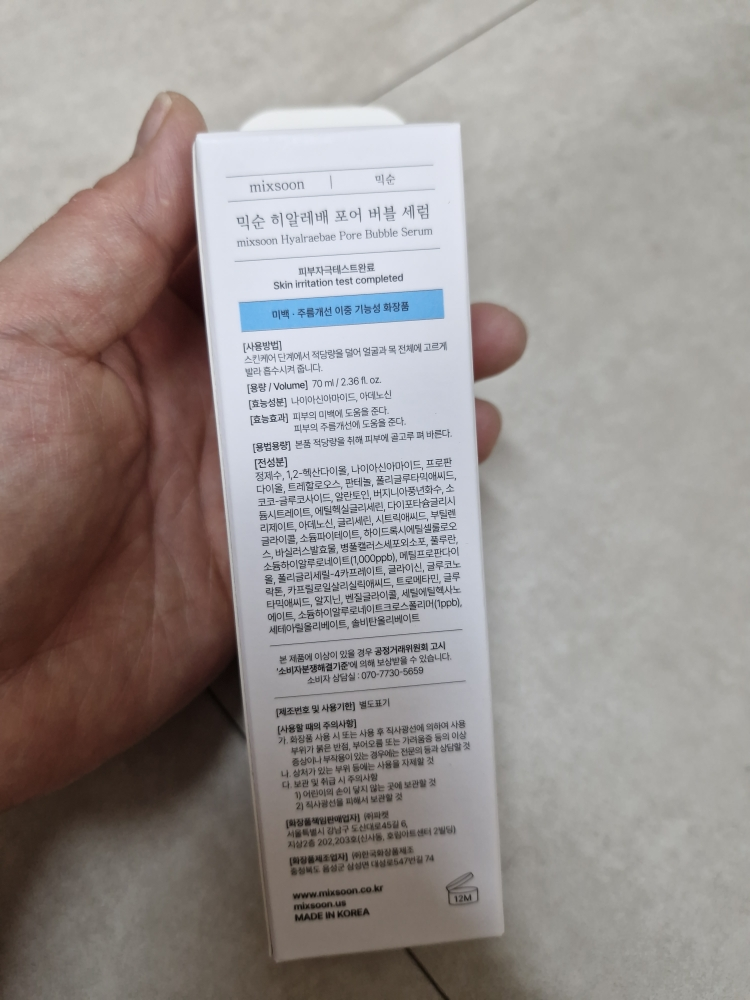 mixsoon | 믹순
믹순 히알레배 포어 버블 세럼
mixsoon Hyalraebae Pore Bubble Serum
피부자극테스트완료
Skin irritation test completed
미백 · 주름개선 이중 기능성 화장품
[사용방법]
스킨케어 단계에서 적당량을 덜어 얼굴과 목 전체에 고르게
발라 흡수시켜 줍니다.
[용량 / Volume] 70 ml / 2.36 fl. oz.
[효능성분] 나이아신아마이드, 아데노신
[효능효과] 피부의 미백에 도움을 준다.
피부의 주름개선에 도움을 준다.
[용법용량] 본품 적당량을 취해 피부에 골고루 펴 바른다.
[전성분]
정제수, 1,2-헥산다이올, 나이아신아마이드, 프로판
다이올, 트레할로오스, 판테놀, 폴리글루타믹애씨드,
코코-글루코사이드, 알란토인, 버지니아풍년화수, 소
듐시트레이트, 에틸헥실글리세린, 다이포타슘글리시
리제이트, 아데노신, 글리세린, 시트릭애씨드, 부틸렌
글라이콜, 소듐파이테이트, 하이드록시에틸셀룰로오
스, 바실러스발효물, 병풀캘러스세포외소포, 풀루란,
소듐하이알루로네이트(1,000ppb), 메틸프로판다이
올, 폴리글리세릴-4카프레이트, 글라이신, 글루코노
락톤, 카프릴로일살리실릭애씨드, 트로메타민, 글루
타믹애씨드, 알지닌, 벤질글라이콜, 세틸에틸헥사노
에이트, 소듐하이알루로네이트크로스폴리머(1ppb),
세테아릴올리베이트, 솔비탄올리베이트
본 제품에 이상이 있을 경우 공정거래위원회 고시
'소비자분쟁해결기준'에 의해 보상받을 수 있습니다.
소비자 상담실 : 070-7730-5659
[제조번호 및 사용기한] 별도표기
[사용할 때의 주의사항]
가. 화장품 사용 시 또는 사용 후 직사광선에 의하여 사용
부위가 붉은 반점, 부어오름 또는 가려움증 등의 이상
증상이나 부작용이 있는 경우에는 전문의 등과 상담할 것
나. 상처가 있는 부위 등에는 사용을 자제할 것
다. 보관 및 취급 시 주의사항
1) 어린이의 손이 닿지 않는 곳에 보관할 것
2) 직사광선을 피해서 보관할 것
[화장품책임판매업자] ㈜파켓
서울특별시 강남구 도산대로45길 6,
지상2층 202,203호(신사동, 호림아트센터 2빌딩)
[화장품제조업자] ㈜한국화장품제조
충청북도 음성군 삼성면 대성로547번길 74
www.mixsoon.co.kr
mixsoon.us
MADE IN KOREA
12M